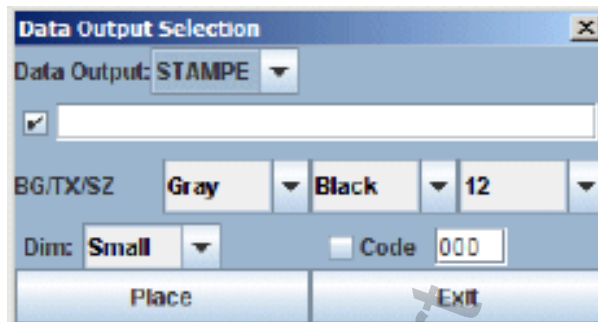 Data Output Selection
Data Output: STAMPE
BG/TX/SZ Gray Black 12
Dim: Small Code 000
Place Exit